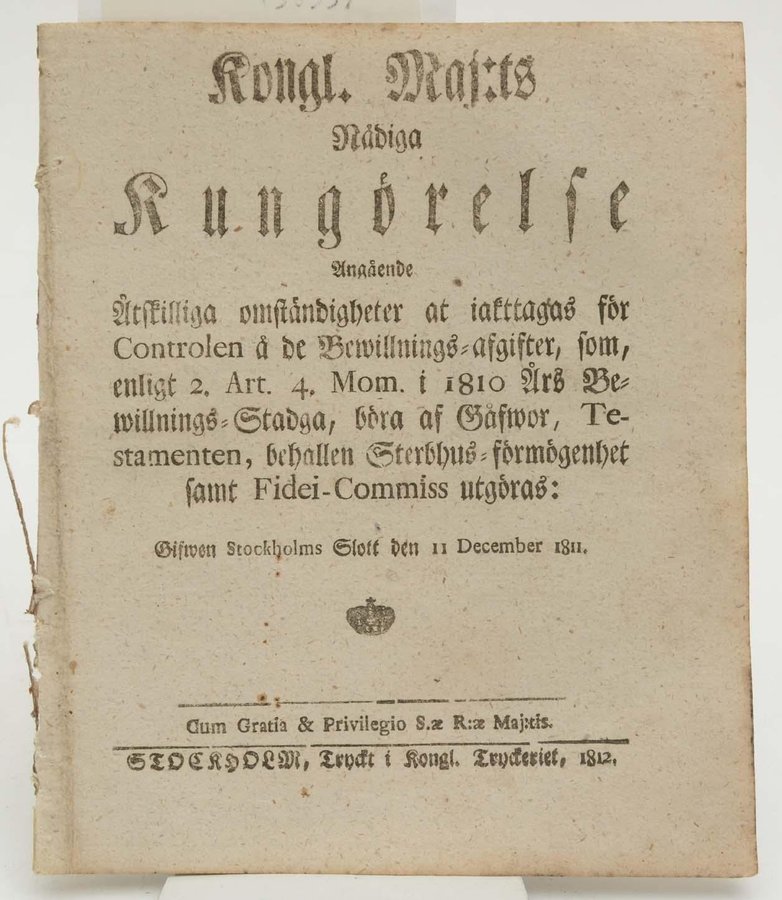 Kongl. Maj:ts
Nådiga
Kungörelse
Angående
Åtskilliga omständigheter at iakttagas för
Controlen å de Bewillnings-afgifter, som,
enligt 2. Art. 4. Mom. i 1810 Års Be-
willnings-Stadga, böra af Gåfwor, Te-
stamenten, behållen Sterbhus-förmögenhet
samt Fidei-Commiss utgöras:
Gifwen Stockholms Slott den 11 December 1811.
Cum Gratia & Privilegio S.æ R:æ Maj:tis.
STOCKHOLM, Tryckt i Kongl. Tryckeriet, 1812.